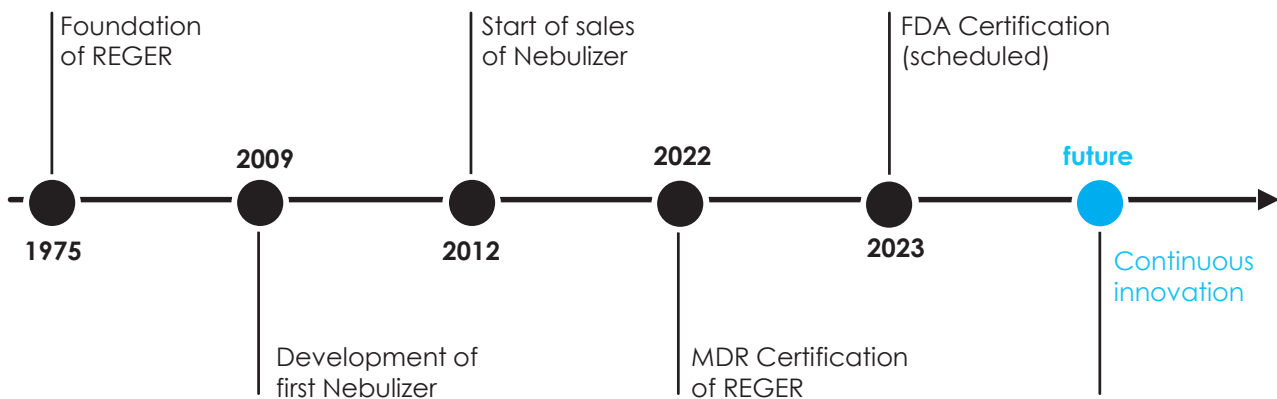 Foundation
of REGER
1975
2009
Development of
first Nebulizer
Start of sales
of Nebulizer
2012
2022
MDR Certification
of REGER
FDA Certification
(scheduled)
2023
future
Continuous
innovation